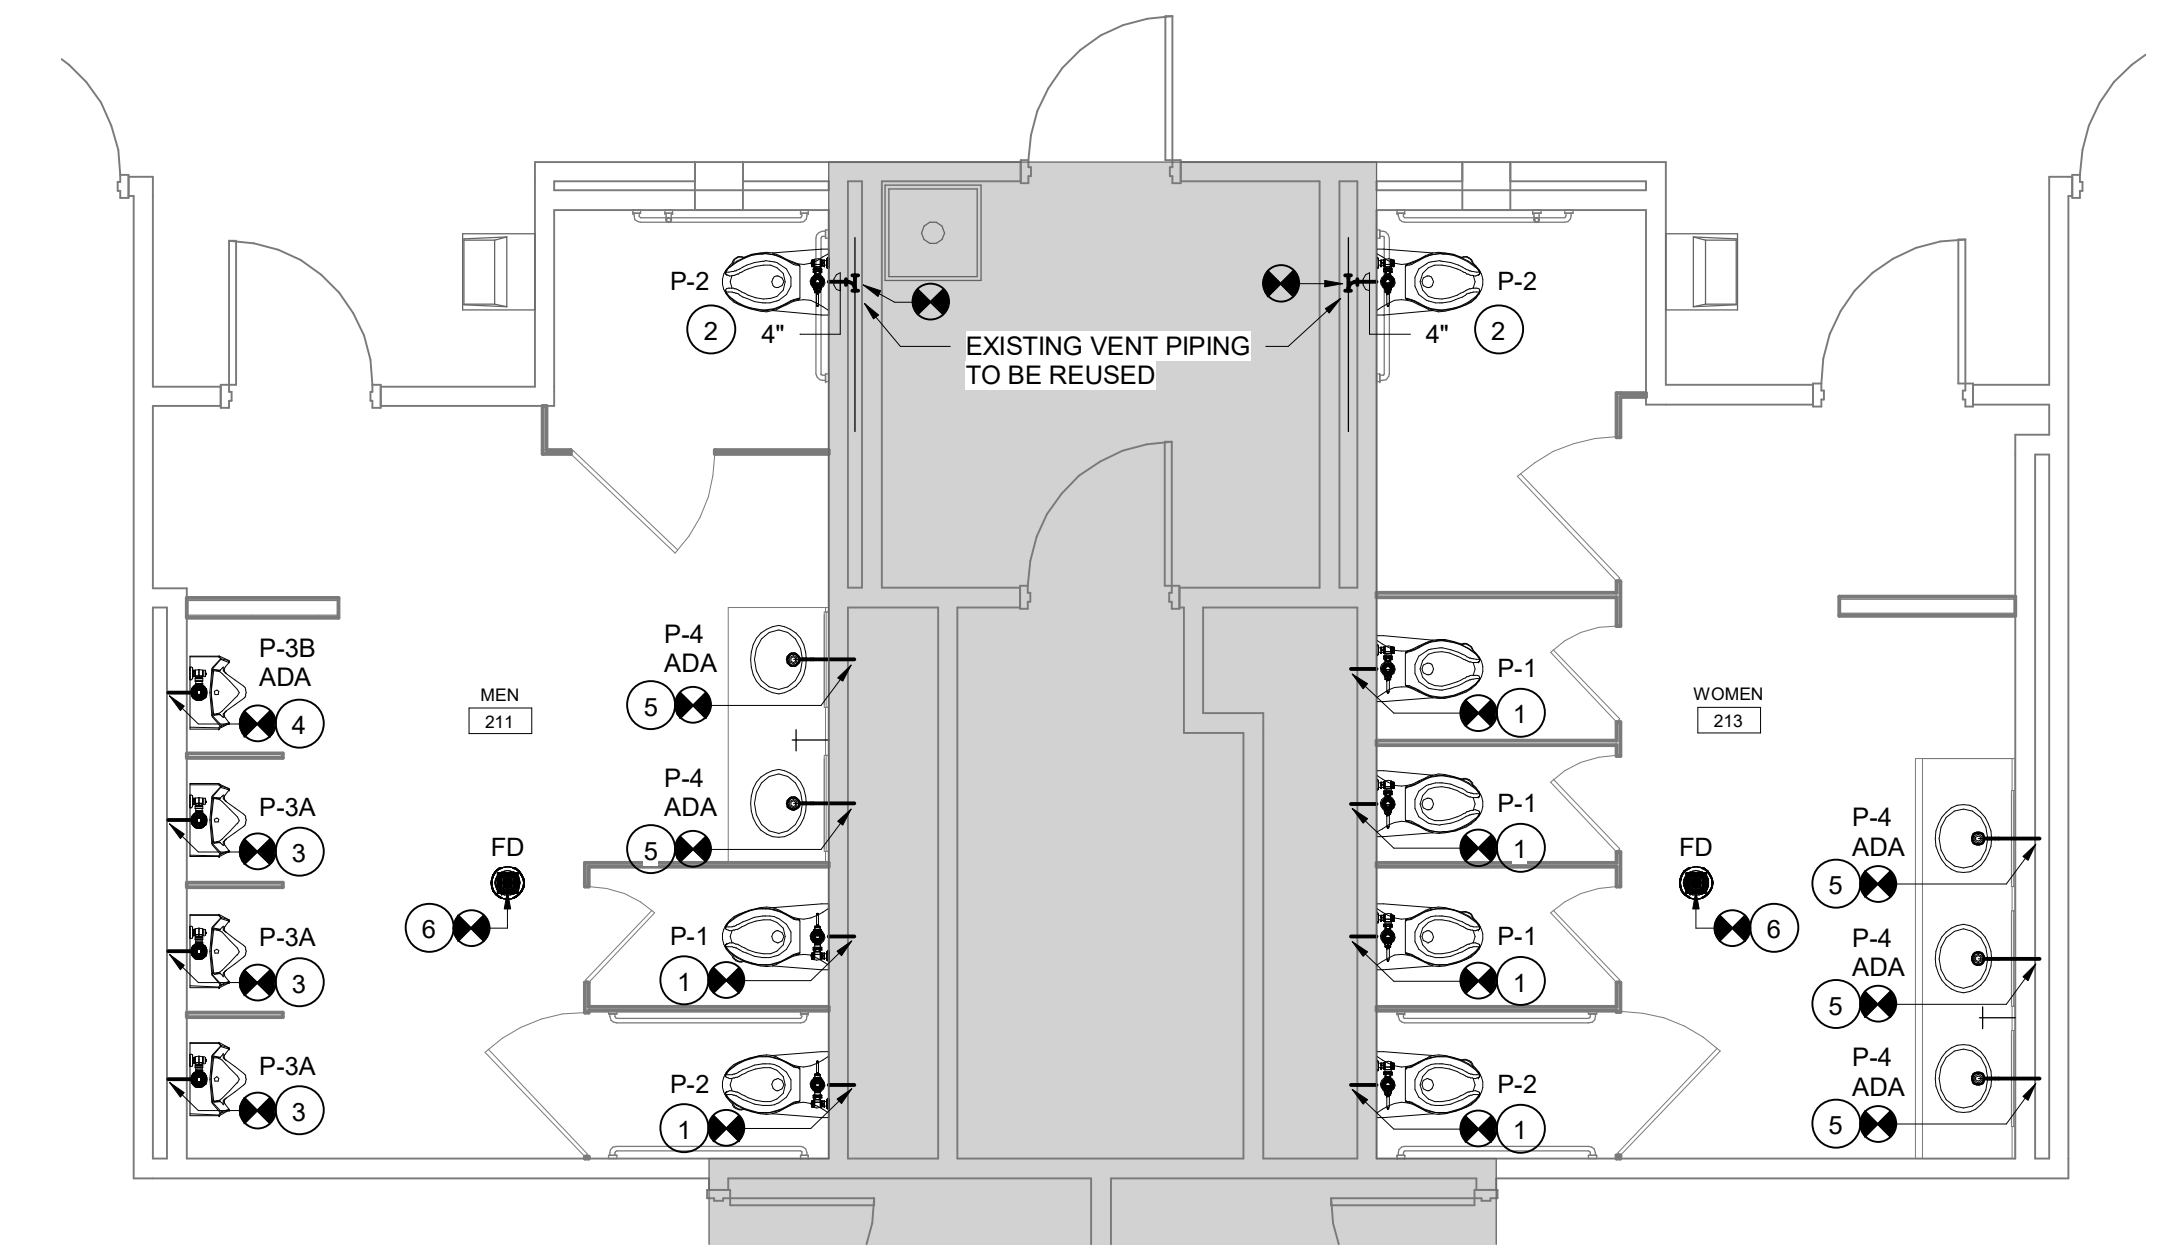 P-2
2
4"
EXISTING VENT PIPING
TO BE REUSED
4"
P-2
2
P-3B
ADA
4
MEN
211
P-4
ADA
5
P-1
1
WOMEN
213
P-3A
3
P-4
ADA
5
P-1
1
P-4
ADA
5
FD
6
FD
6
P-3A
3
P-1
1
P-1
1
P-4
ADA
5
P-3A
3
P-2
1
P-2
1
P-4
ADA
5